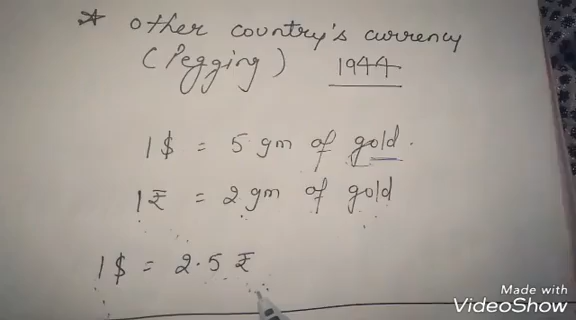 * Other country's currency
(Pegging) 1944
1$ = 5 gm of gold.
1₹ = 2 gm of gold
1$ = 2.5 ₹
Made with
VideoShow